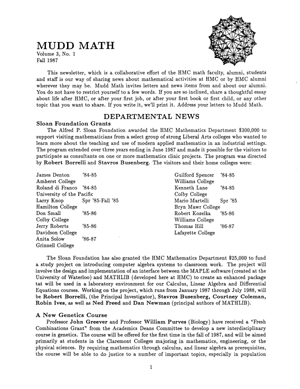 MUDD MATH
Volume 3, No. 1
Fall 1987
This newsletter, which is a collaborative effort of the HMC math faculty, alumni, students
and staff is our way of sharing news about mathematical activities at HMC or by HMC alumni
wherever they may be. Mudd Math invites letters and news items from and about our alumni.
You do not have to restrict yourself to a few words. If you are so inclined, share a thoughtful essay
about life after HMC, or after your first job, or after your first book or first child, or any other
topic that you want to share. If you write it, we'll print it. Address your letters to Mudd Math.
DEPARTMENTAL NEWS
Sloan Foundation Grants
The Alfred P. Sloan Foundation awarded the HMC Mathematics Department $300,000 to
support visiting mathematicians from a select group of strong Liberal Arts colleges who wanted to
learn more about the teaching and use of modern applied mathematics in an industrial settings.
The program extended over three years ending in June 1987 and made it possible for the visitors to
participate as consultants on one or more mathematics clinic projects. The program was directed
by Robert Borrelli and Stavros Busenberg. The visitors and their home colleges were:
James Denton '84-85
Amherst College
Roland di Franco '84-85
University of the Pacific
Larry Knop Spr '85-Fall '85
Hamilton College
Don Small '85-86
Colby College
Jerry Roberts '85-86
Davidson College
Anita Solow '86-87
Grinnell College
Guilford Spencer '84-85
Williams College
Kenneth Lane '84-85
Colby College
Mario Martelli Spr '85
Bryn Mawr College
Robert Kozelka '85-86
Williams College
Thomas Hill '86-87
Lafayette College
The Sloan Foundation has also granted the HMC Mathematics Department $25,000 to fund
a study project on introducing computer algebra systems to classroom work. The project will
involve the design and implementation of an interface between the MAPLE software (created at the
University of Waterloo) and MATHLIB (developed here at HMC) to create an enhanced package
tat will be used in a laboratory environment for our Calculus, Linear Algebra and Differential
Equations courses. Working on the project, which runs from January 1987 through July 1989, will
be Robert Borrelli, (the Principal Investigator), Stavros Busenberg, Courtney Coleman,
Robin Ives, as well as Ned Freed and Dan Newman (principal authors of MATHLIB).
A New Genetics Course
Professor John Greever and Professor William Purves (Biology) have received a "Fresh
Combinations Grant" from the Academics Deans Committee to develop a new interdisciplinary
course in genetics. The course will be offered for the first time in the fall of 1987, and will be aimed
primarily at students in the Claremont Colleges majoring in mathematics, engineering, or the
physical sciences. By requiring mathematics through calculus, and linear algebra as prerequisites,
the course will be able to do justice to a number of important topics, especially in population
1